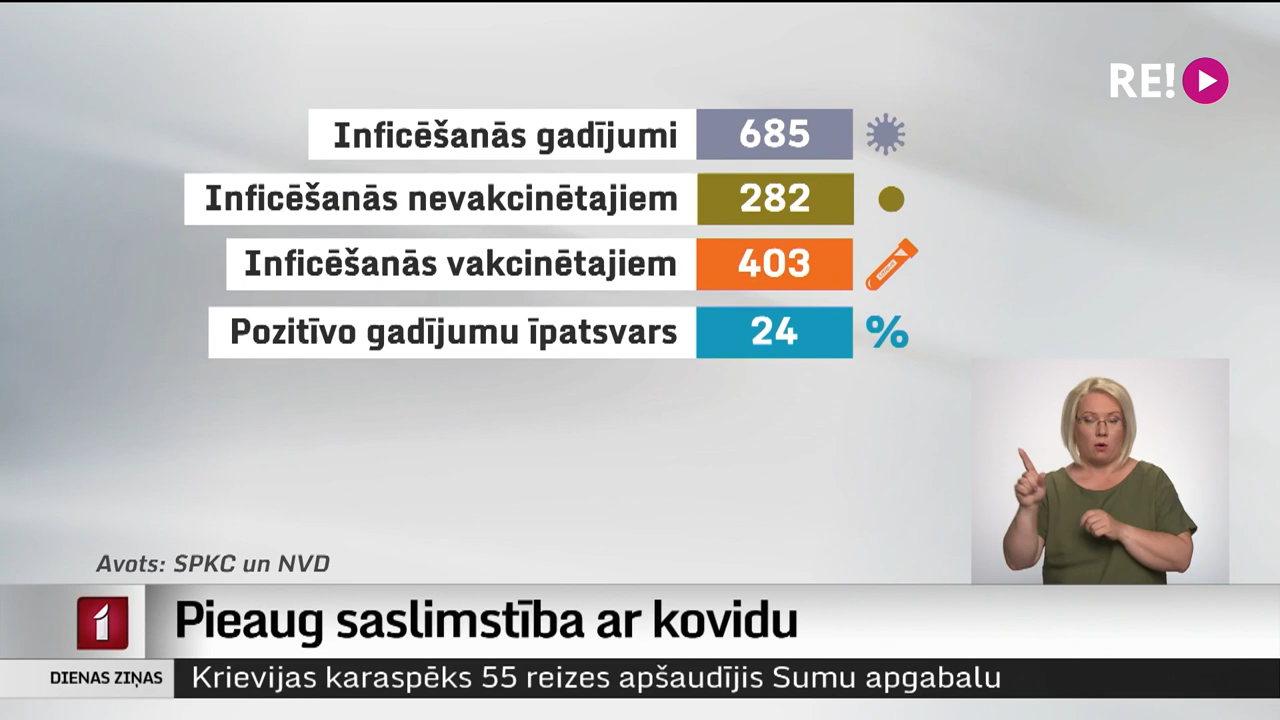 RE!
Inficēšanās gadījumi 685
Inficēšanās nevakcinētajiem 282
Inficēšanās vakcinētajiem 403
Pozitīvo gadījumu īpatsvars 24 %
Avots: SPKC un NVD
1 Pieaug saslimstība ar kovidu
DIENAS ZIŅAS Krievijas karaspēks 55 reizes apšaudījis Sumu apgabalu